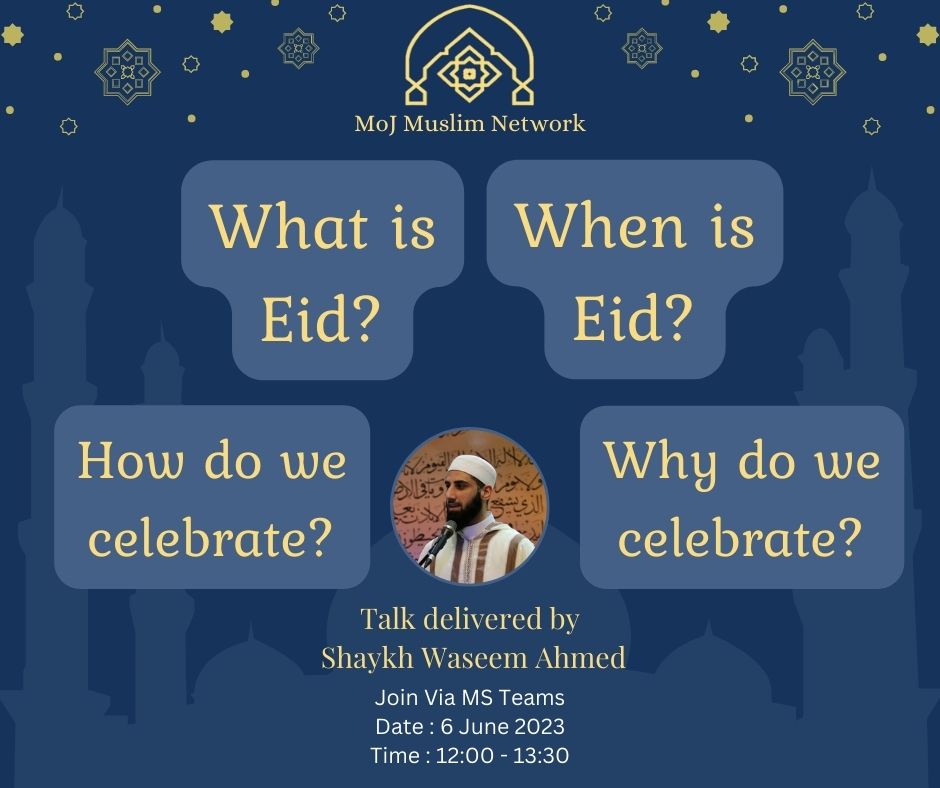 MoJ Muslim Network
What is
Eid?
When is
Eid?
How do we
celebrate?
Why do we
celebrate?
Talk delivered by
Shaykh Waseem Ahmed
Join Via MS Teams
Date : 6 June 2023
Time : 12:00 - 13:30